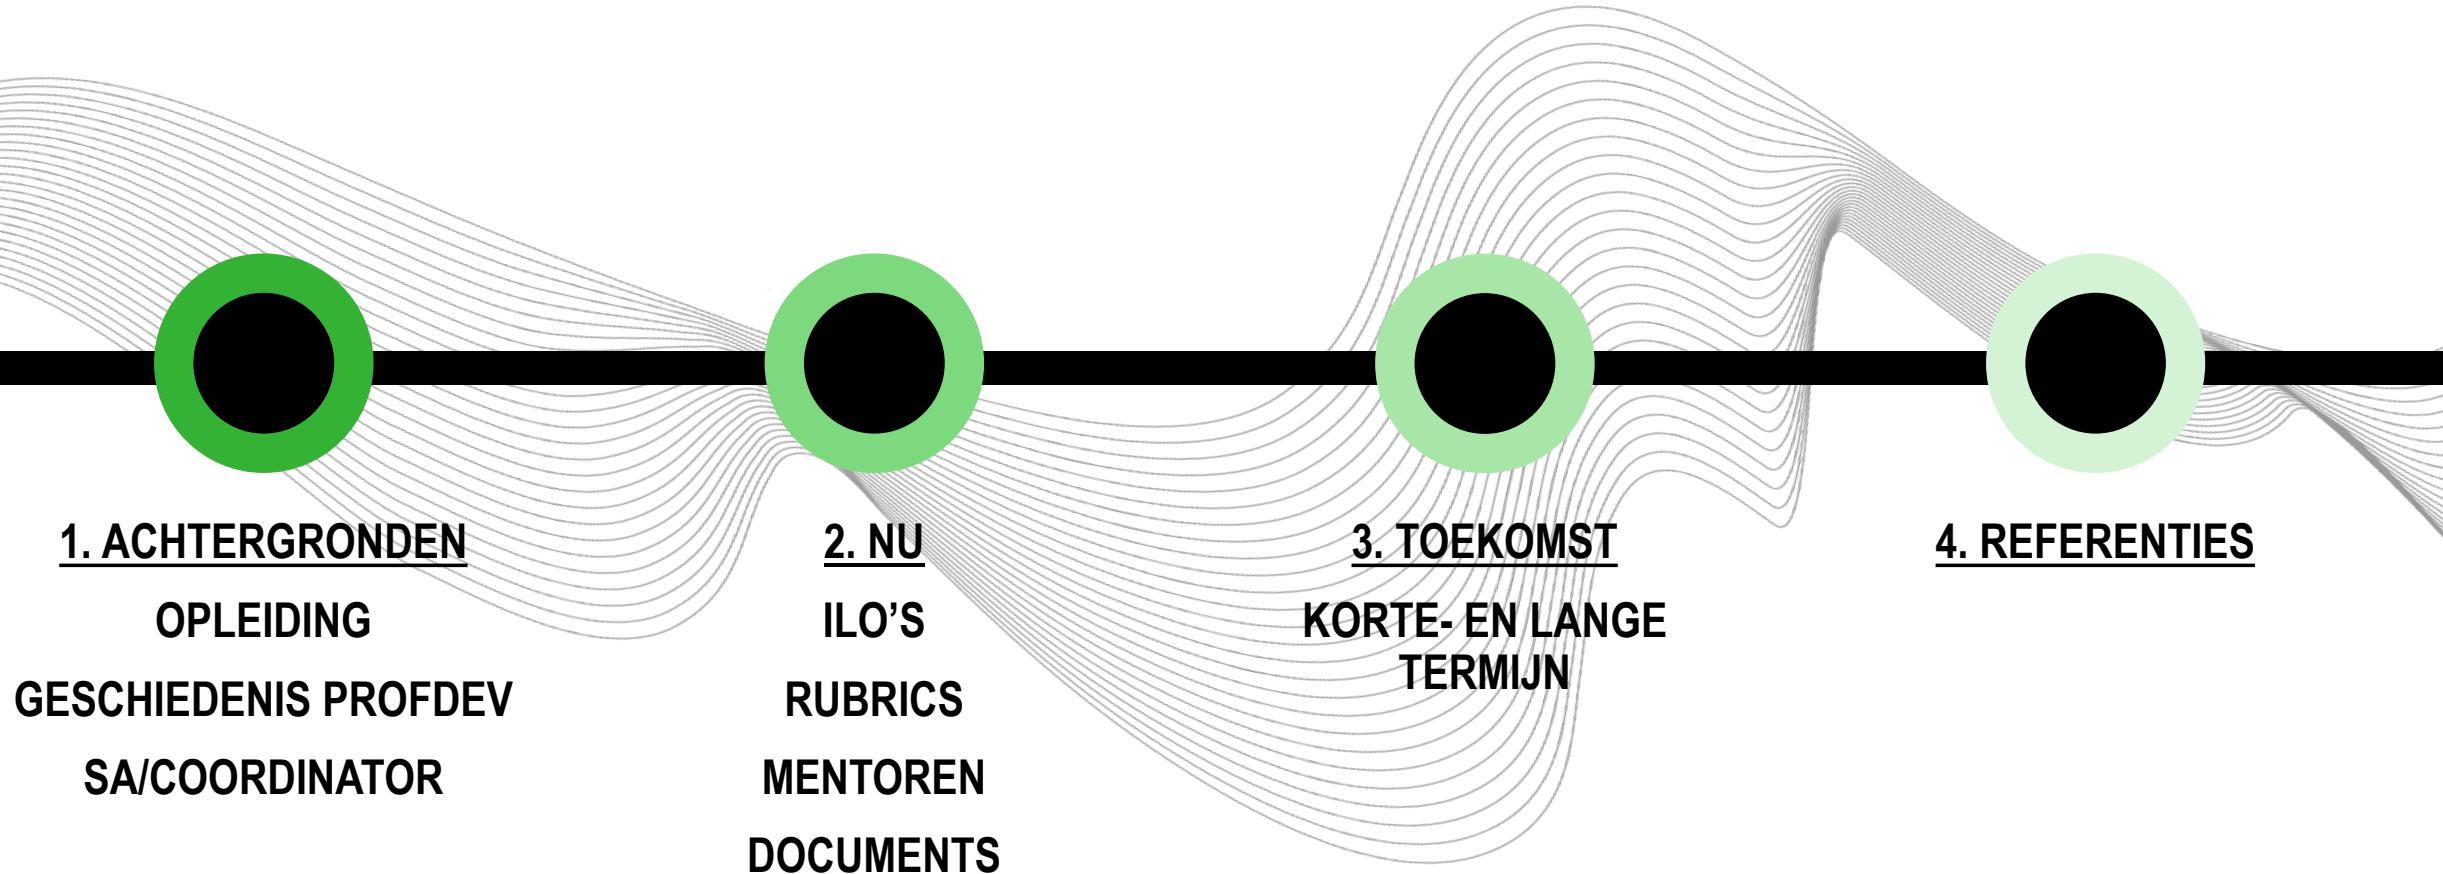 1. ACHTERGRONDEN
OPLEIDING
GESCHIEDENIS PROFDEV
SA/COORDINATOR
2. NU
ILO’S
RUBRICS
MENTOREN
DOCUMENTS
3. TOEKOMST
KORTE- EN LANGE
TERMIJN
4. REFERENTIES